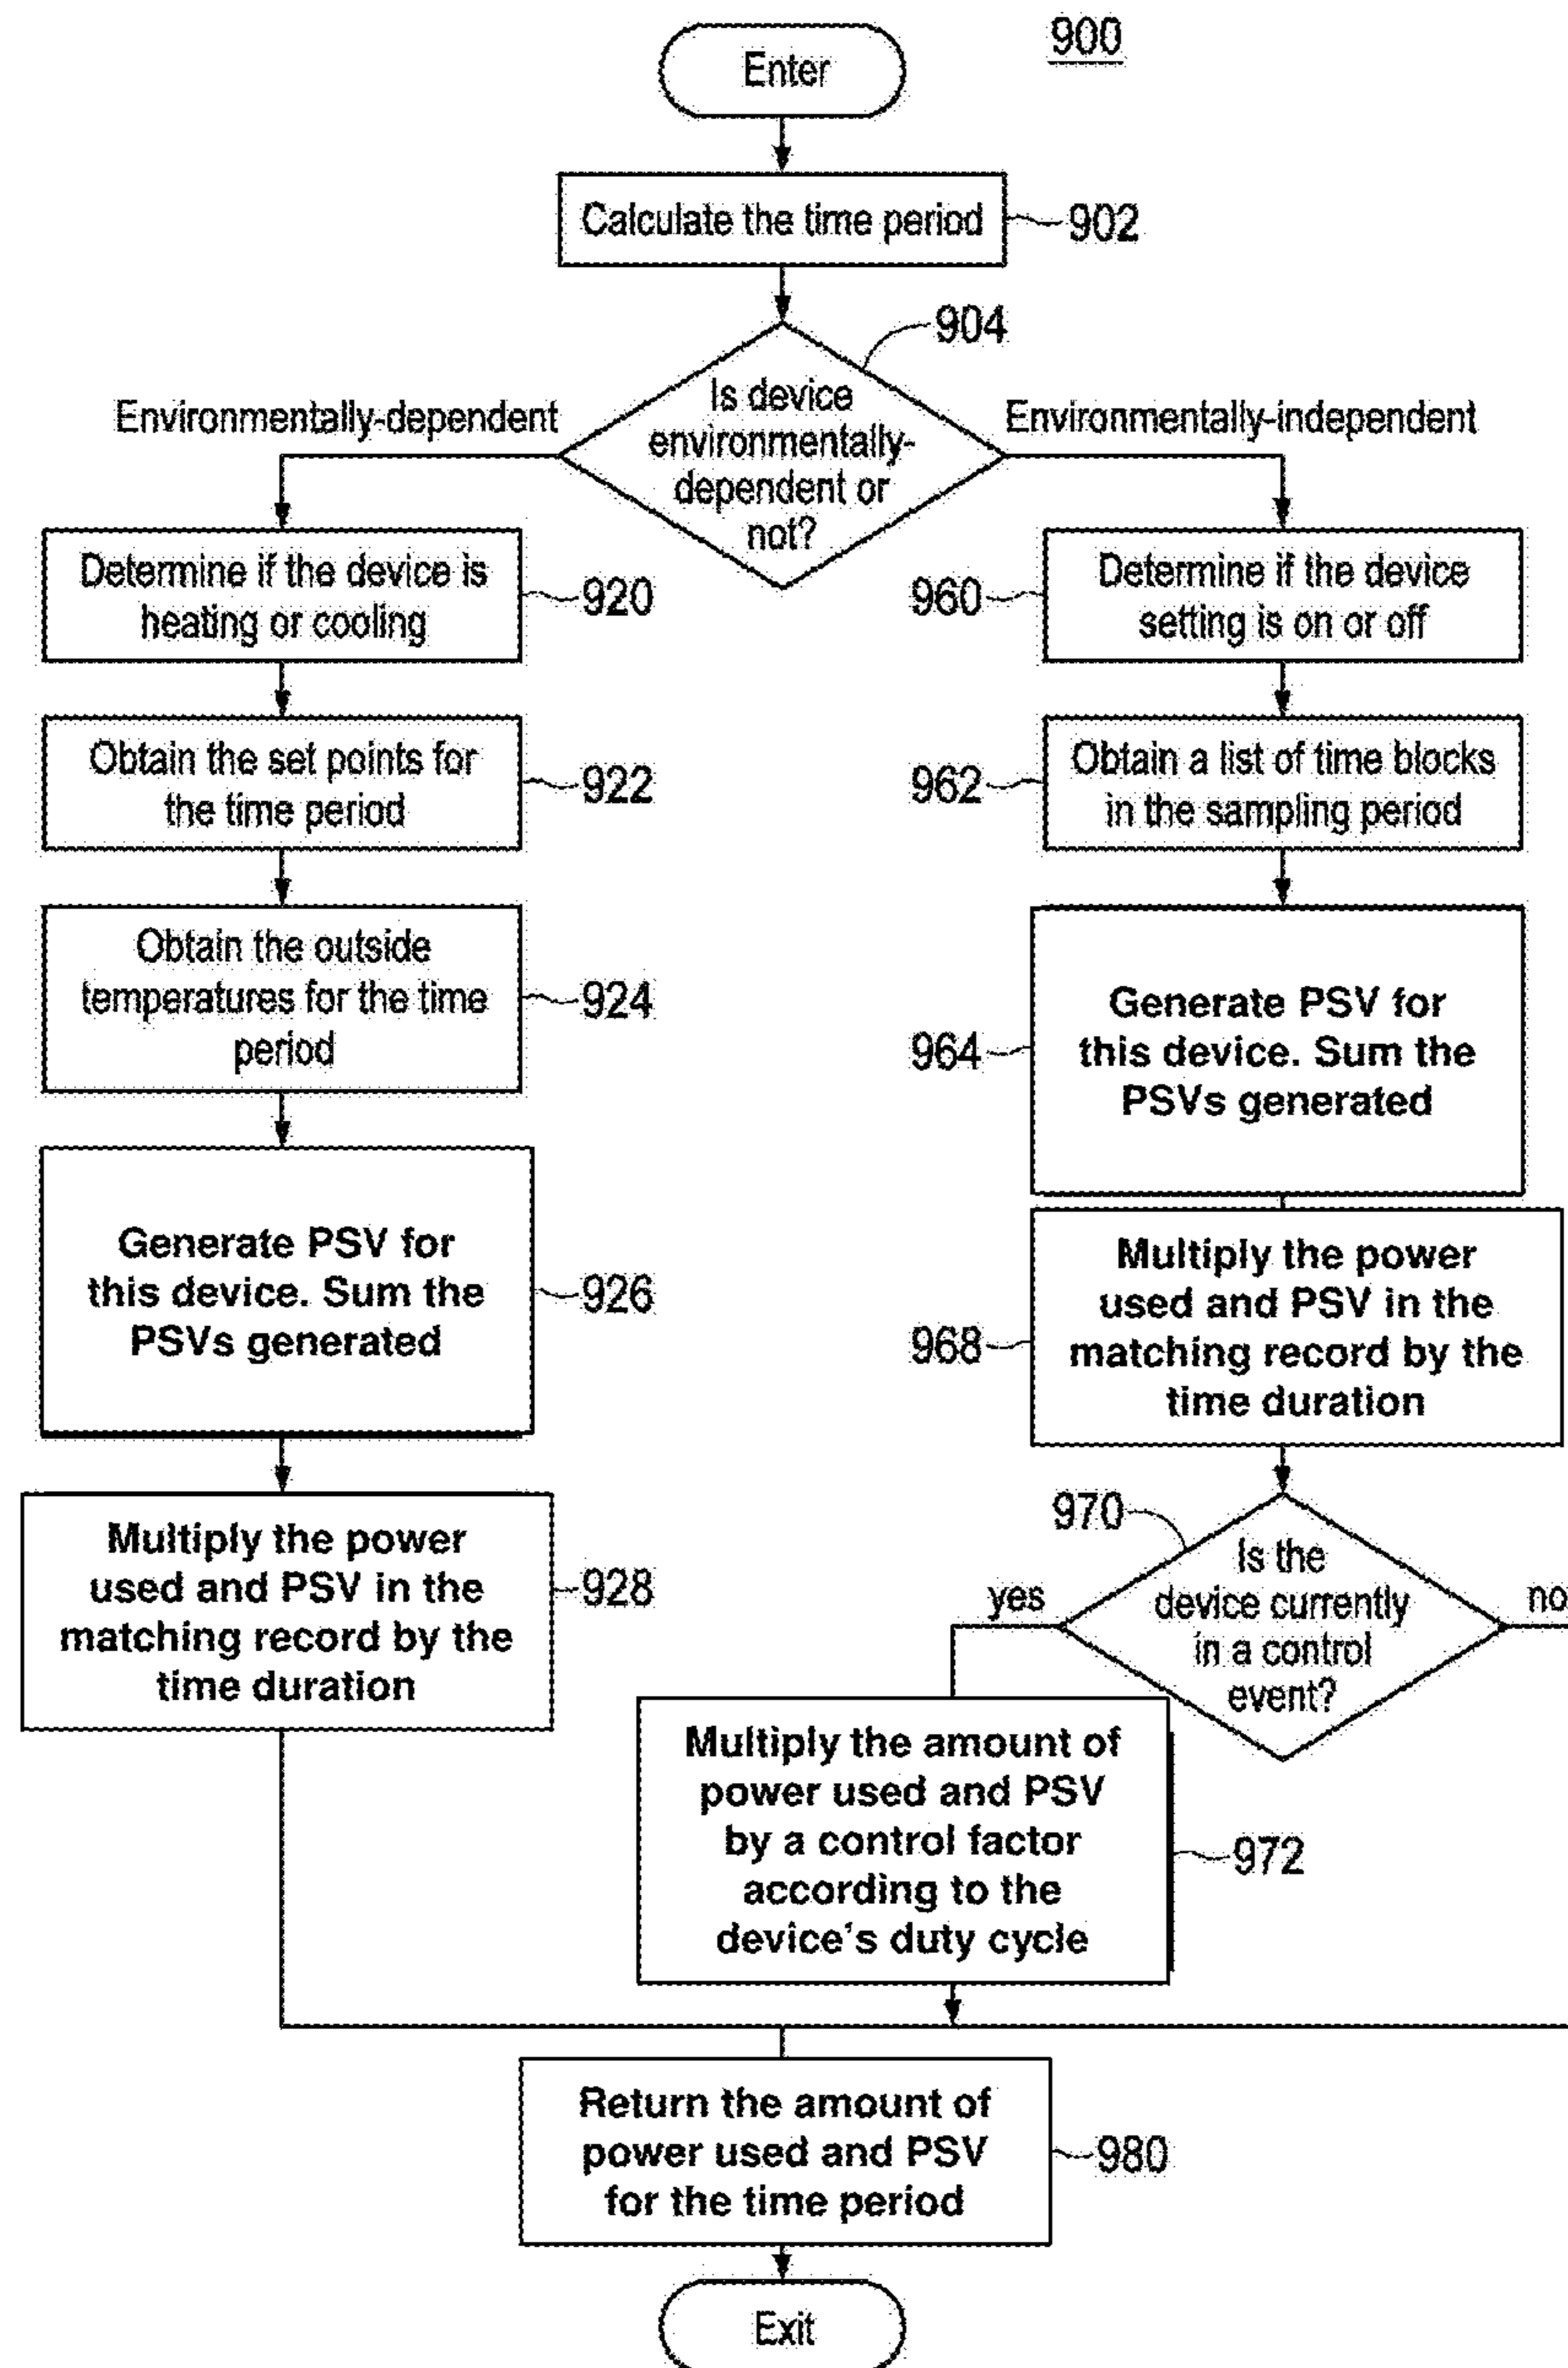 900
Enter
Calculate the time period
902
904
Is device
environmentally-
dependent or
not?
Environmentally-dependent
Environmentally-independent
Determine if the device is
heating or cooling
920
Obtain the set points for
the time period
922
Obtain the outside
temperatures for the time
period
924
Generate PSV for
this device. Sum the
PSVs generated
926
Multiply the power
used and PSV in the
matching record by the
time duration
928
960
Determine if the device
setting is on or off
962
Obtain a list of time blocks
in the sampling period
964
Generate PSV for
this device. Sum the
PSVs generated
968
Multiply the power
used and PSV in the
matching record by the
time duration
970
Is the
device currently
in a control
event?
yes
no
Multiply the amount of
power used and PSV
by a control factor
according to the
device's duty cycle
972
Return the amount of
power used and PSV
for the time period
980
Exit